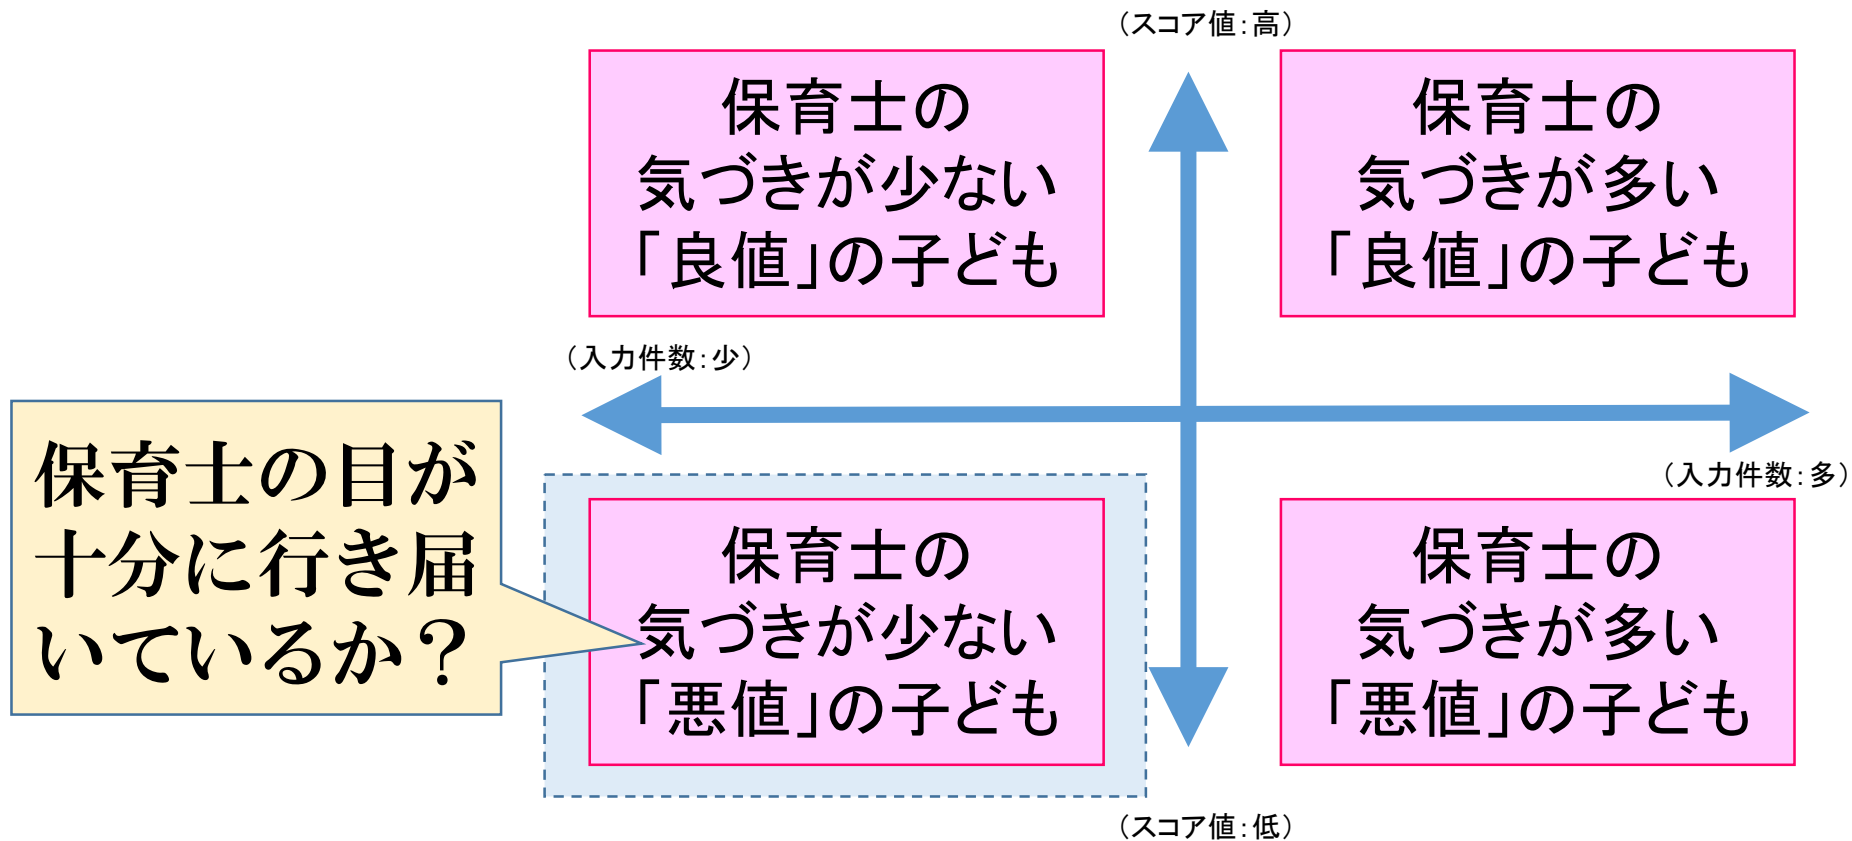 （スコア値：高）
保育士の
気づきが少ない
「良値」の子ども
保育士の
気づきが多い
「良値」の子ども
（入力件数：少）
（入力件数：多）
保育士の目が
十分に行き届
いているか？
保育士の
気づきが少ない
「悪値」の子ども
保育士の
気づきが多い
「悪値」の子ども
（スコア値：低）